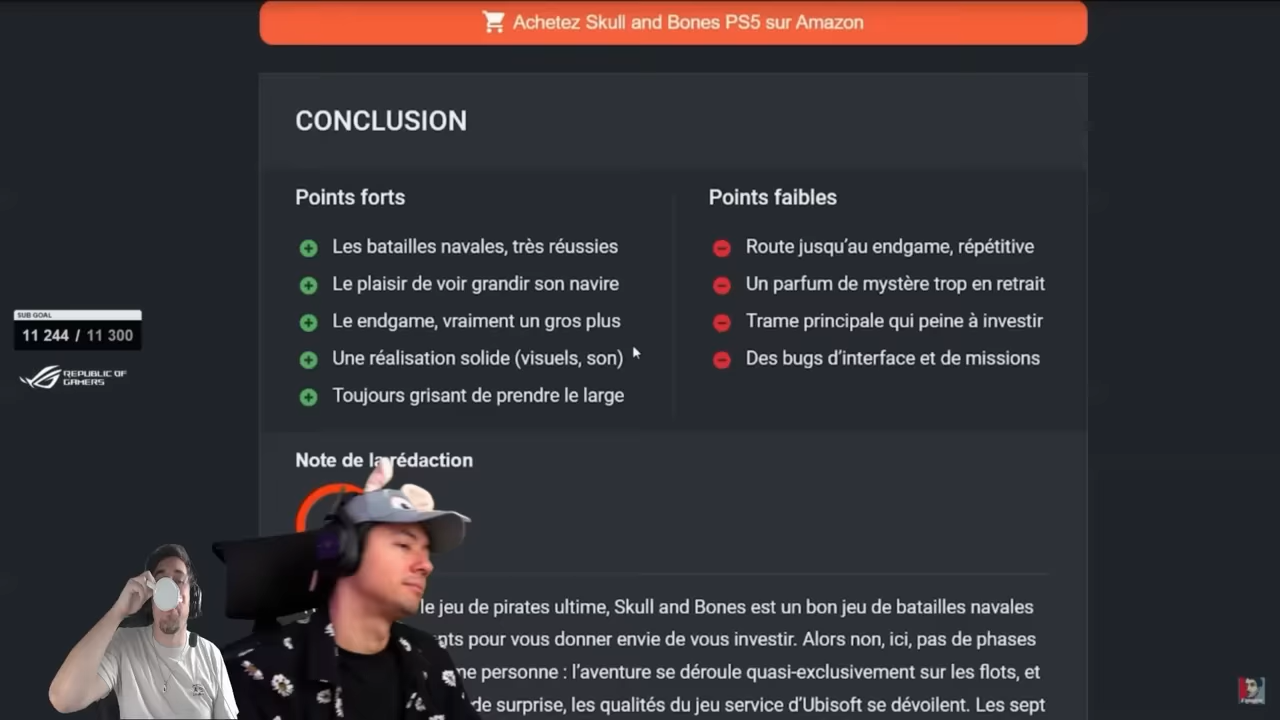 Achetez Skull and Bones PS5 sur Amazon
CONCLUSION
Points forts
Les batailles navales, très réussies
Le plaisir de voir grandir son navire
Le endgame, vraiment un gros plus
Une réalisation solide (visuels, son)
Toujours grisant de prendre le large
Points faibles
Route jusqu’au endgame, répétitive
Un parfum de mystère trop en retrait
Trame principale qui peine à investir
Des bugs d’interface et de missions
SUB GOAL
11 244 / 11 300
REPUBLIC OF
GAMERS
Note de la rédaction
le jeu de pirates ultime, Skull and Bones est un bon jeu de batailles navales
pour vous donner envie de vous investir. Alors non, ici, pas de phases
personne : l’aventure se déroule quasi-exclusivement sur les flots, et
de surprise, les qualités du jeu service d’Ubisoft se dévoilent. Les sept